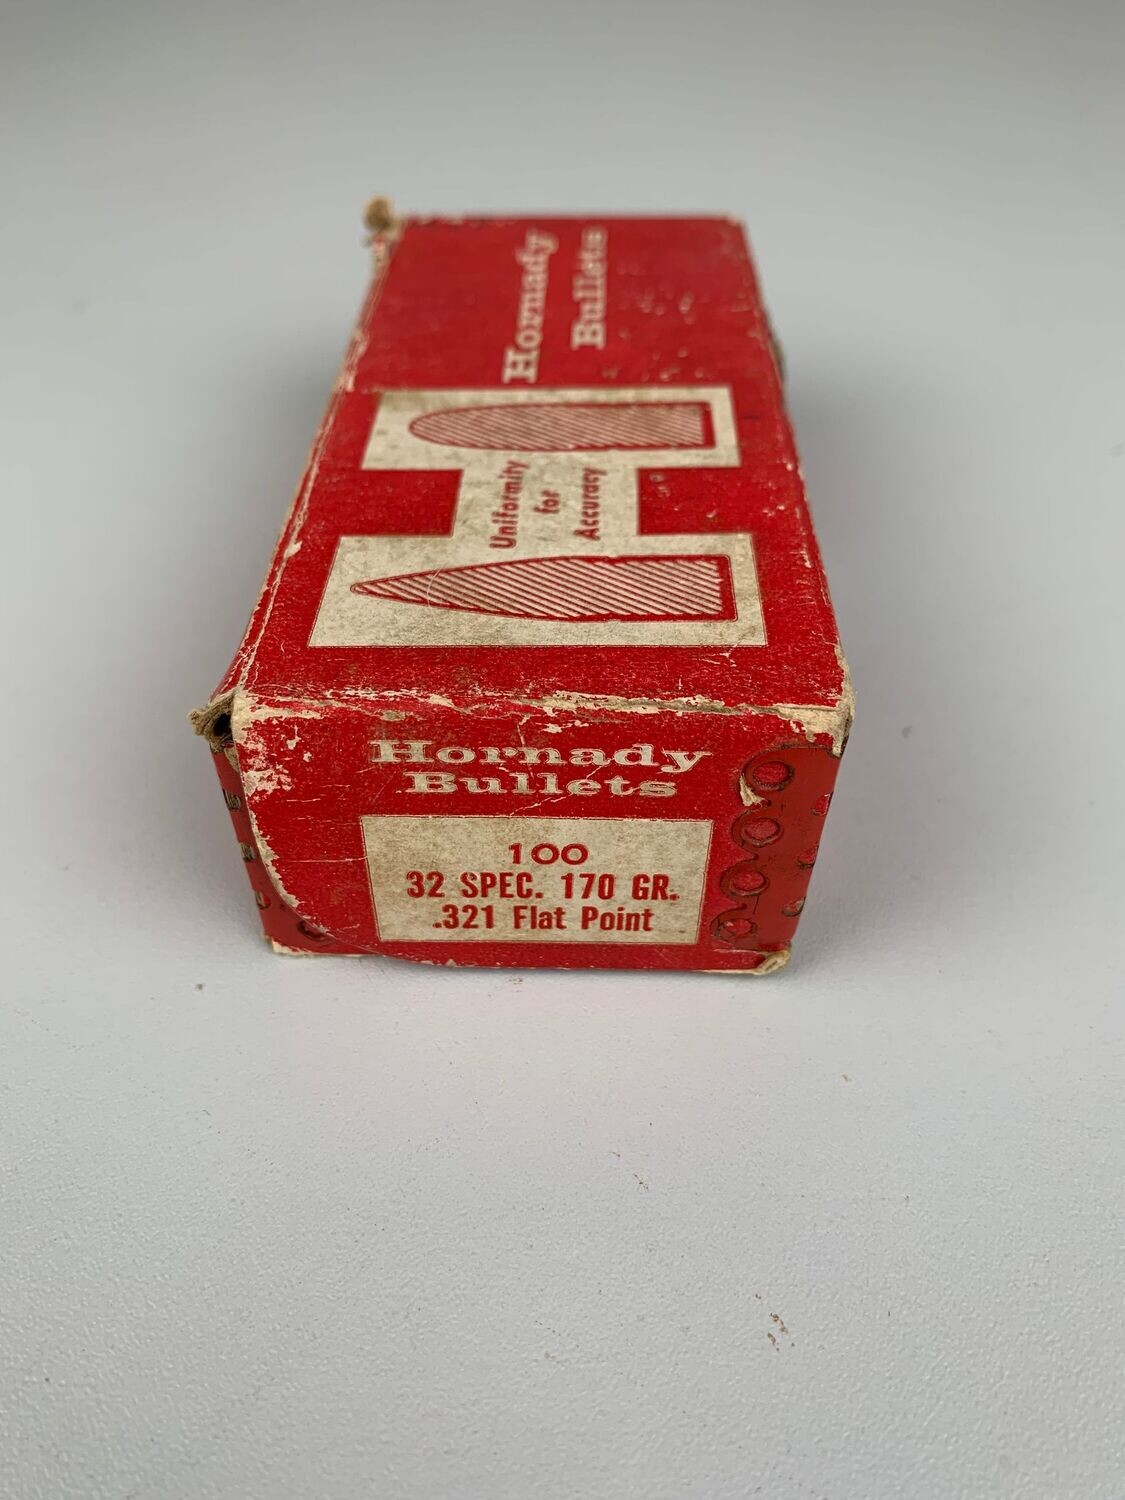 Hornady
Bullets
Uniformity
for
Accuracy
Hornady
Bullets
100
32 SPEC. 170 GR.
.321 Flat Point